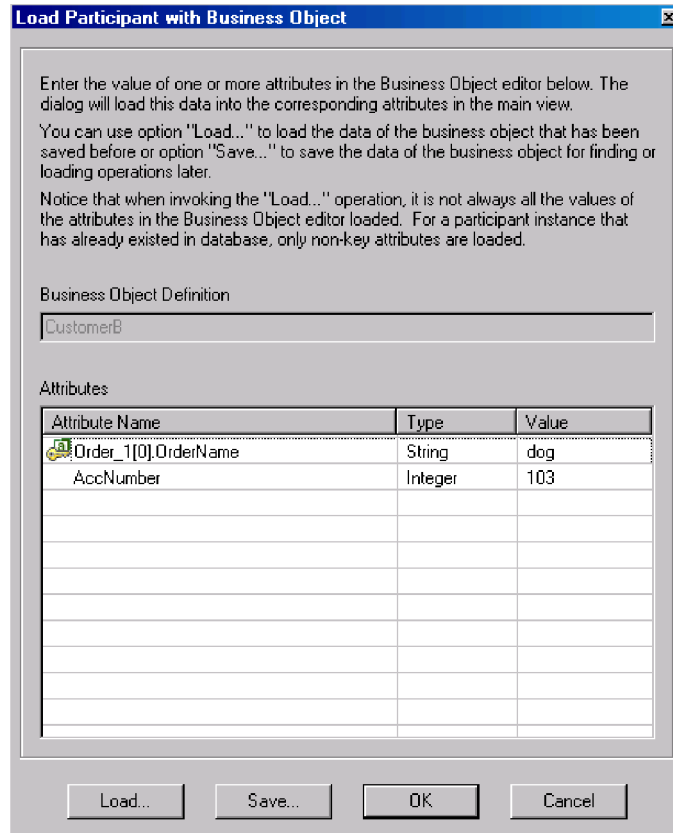 Load Participant with Business Object
Enter the value of one or more attributes in the Business Object editor below. The
dialog will load this data into the corresponding attributes in the main view.
You can use option "Load..." to load the data of the business object that has been
saved before or option "Save..." to save the data of the business object for finding or
loading operations later.
Notice that when invoking the "Load..." operation, it is not always all the values of
the attributes in the Business Object editor loaded. For a participant instance that
has already existed in database, only non-key attributes are loaded.
Business Object Definition
CustomerB
Attributes
Attribute Name Type Value
Order_1[0].OrderName String dog
AccNumber Integer 103
Load... Save... OK Cancel